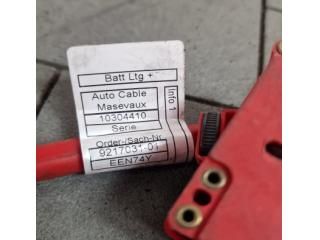 Batt Ltg +
Auto Cable
Masevaux
10304410
Serie
Info 1
Order-/Sach-Nr
9217031-01
EEN74Y